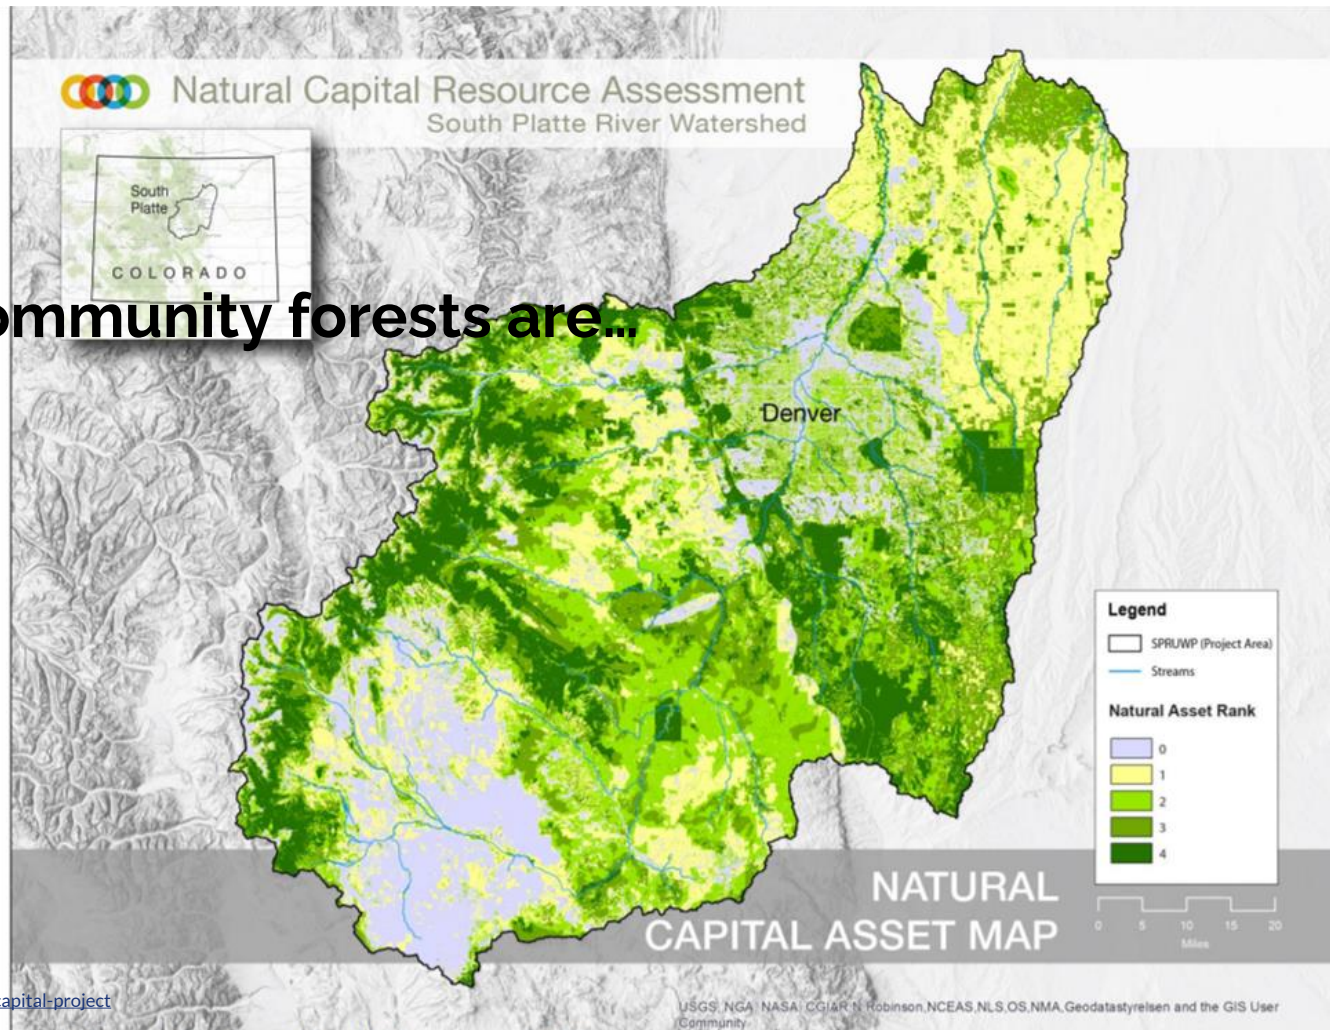 Natural Capital Resource Assessment
South Platte River Watershed
South
Platte
COLORADO
ommunity forests are...
Denver
Legend
SPRUWP (Project Area)
Streams
Natural Asset Rank
0
1
2
3
4
NATURAL
CAPITAL ASSET MAP
0 5 10 15 20
Miles
capital-project
USGS, NGA, NASA, CGIAR, N Robinson, NCEAS, NLS, OS, NMA, Geodatastyrelsen and the GIS User
Community